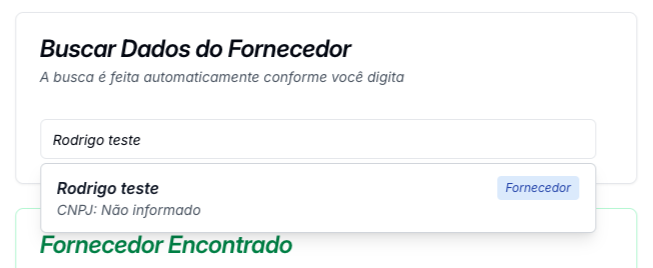 Buscar Dados do Fornecedor
A busca é feita automaticamente conforme você digita
Rodrigo teste
Rodrigo teste
Fornecedor
CNPJ: Não informado
Fornecedor Encontrado